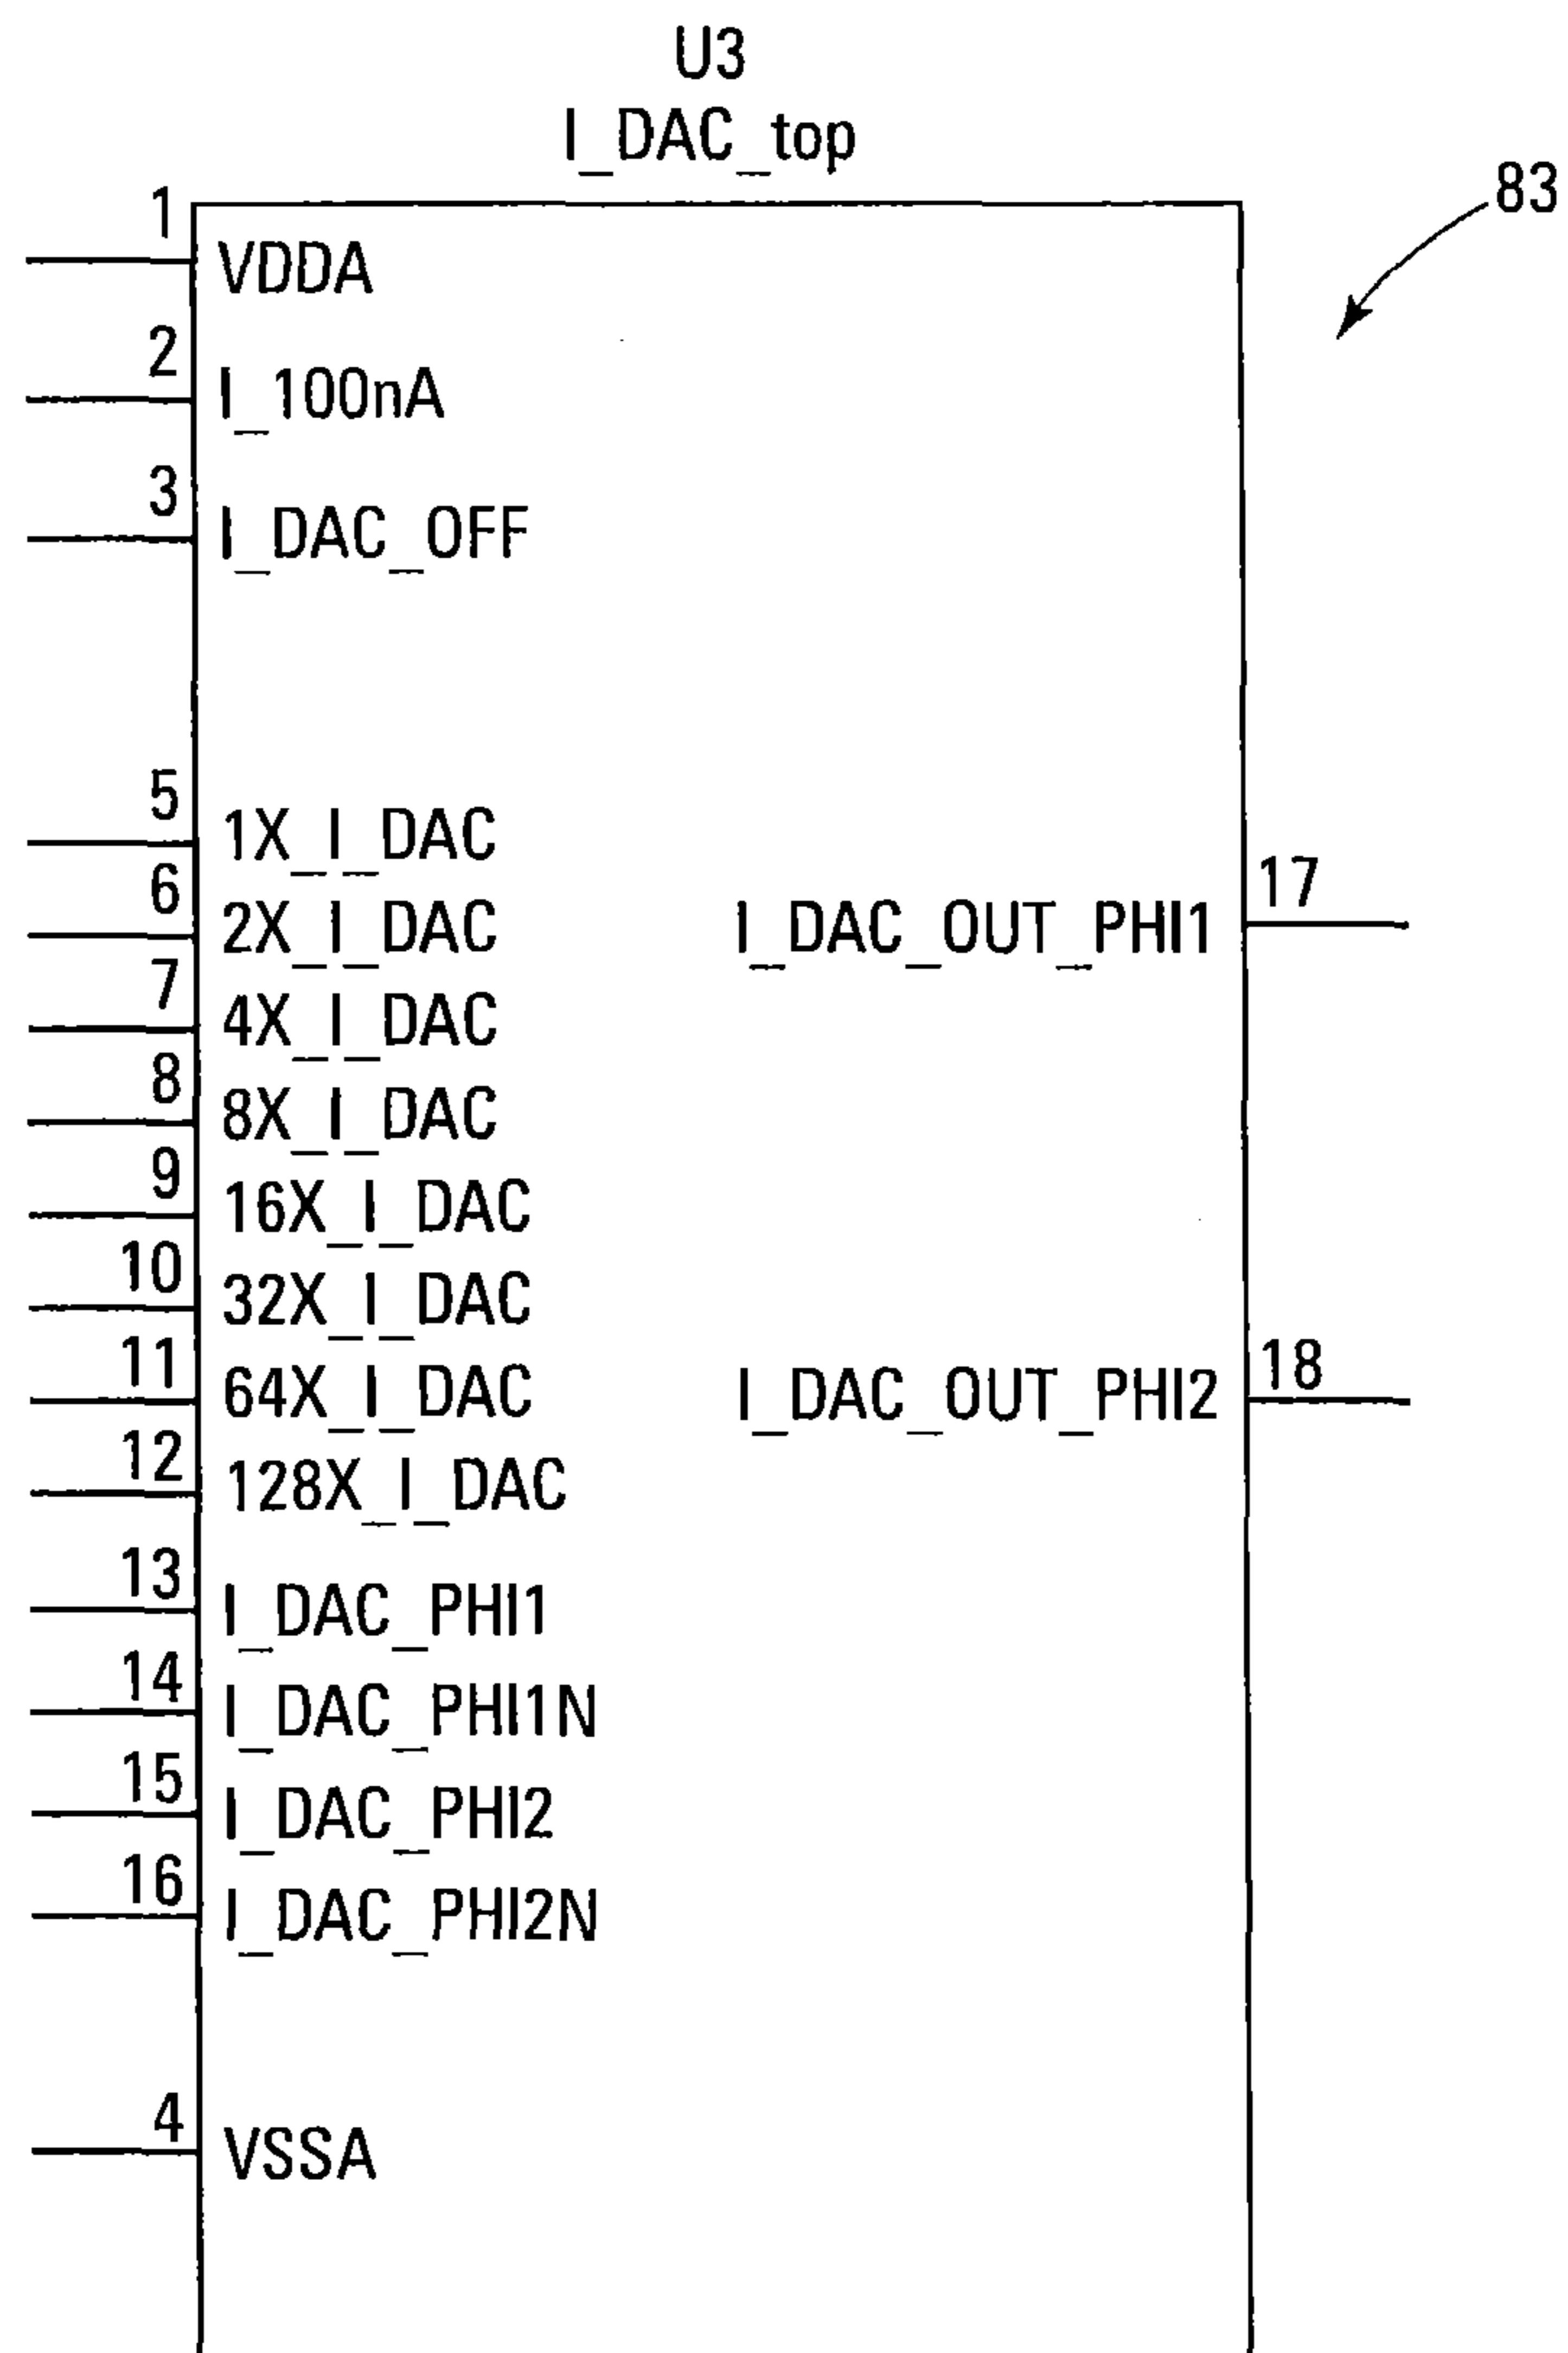 U3
I_DAC_top
83
1
VDDA
2
I_100nA
3
I_DAC_OFF
5
1X_I_DAC
6
2X_I_DAC
7
4X_I_DAC
8
8X_I_DAC
9
16X_I_DAC
10
32X_I_DAC
11
64X_I_DAC
12
128X_I_DAC
13
I_DAC_PHI1
14
I_DAC_PHI1N
15
I_DAC_PHI2
16
I_DAC_PHI2N
4
VSSA
17
I_DAC_OUT_PHI1
18
I_DAC_OUT_PHI2